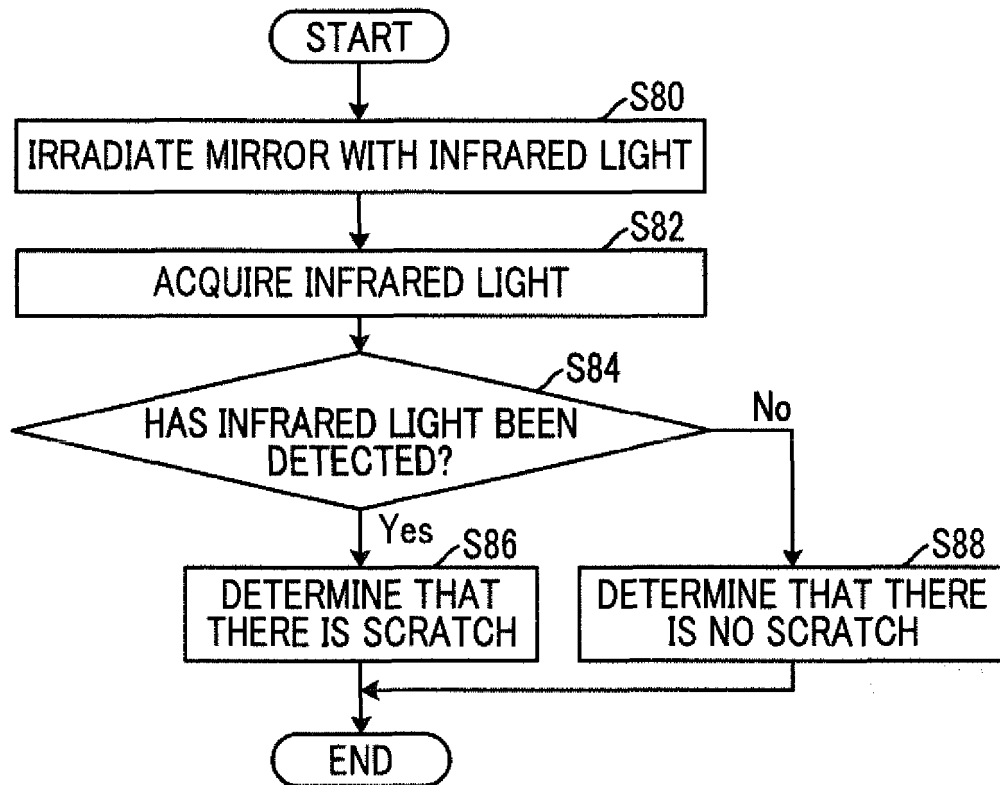 START
S80
IRRADIATE MIRROR WITH INFRARED LIGHT
S82
ACQUIRE INFRARED LIGHT
S84
HAS INFRARED LIGHT BEEN
DETECTED?
No
Yes
S86
DETERMINE THAT
THERE IS SCRATCH
S88
DETERMINE THAT THERE
IS NO SCRATCH
END